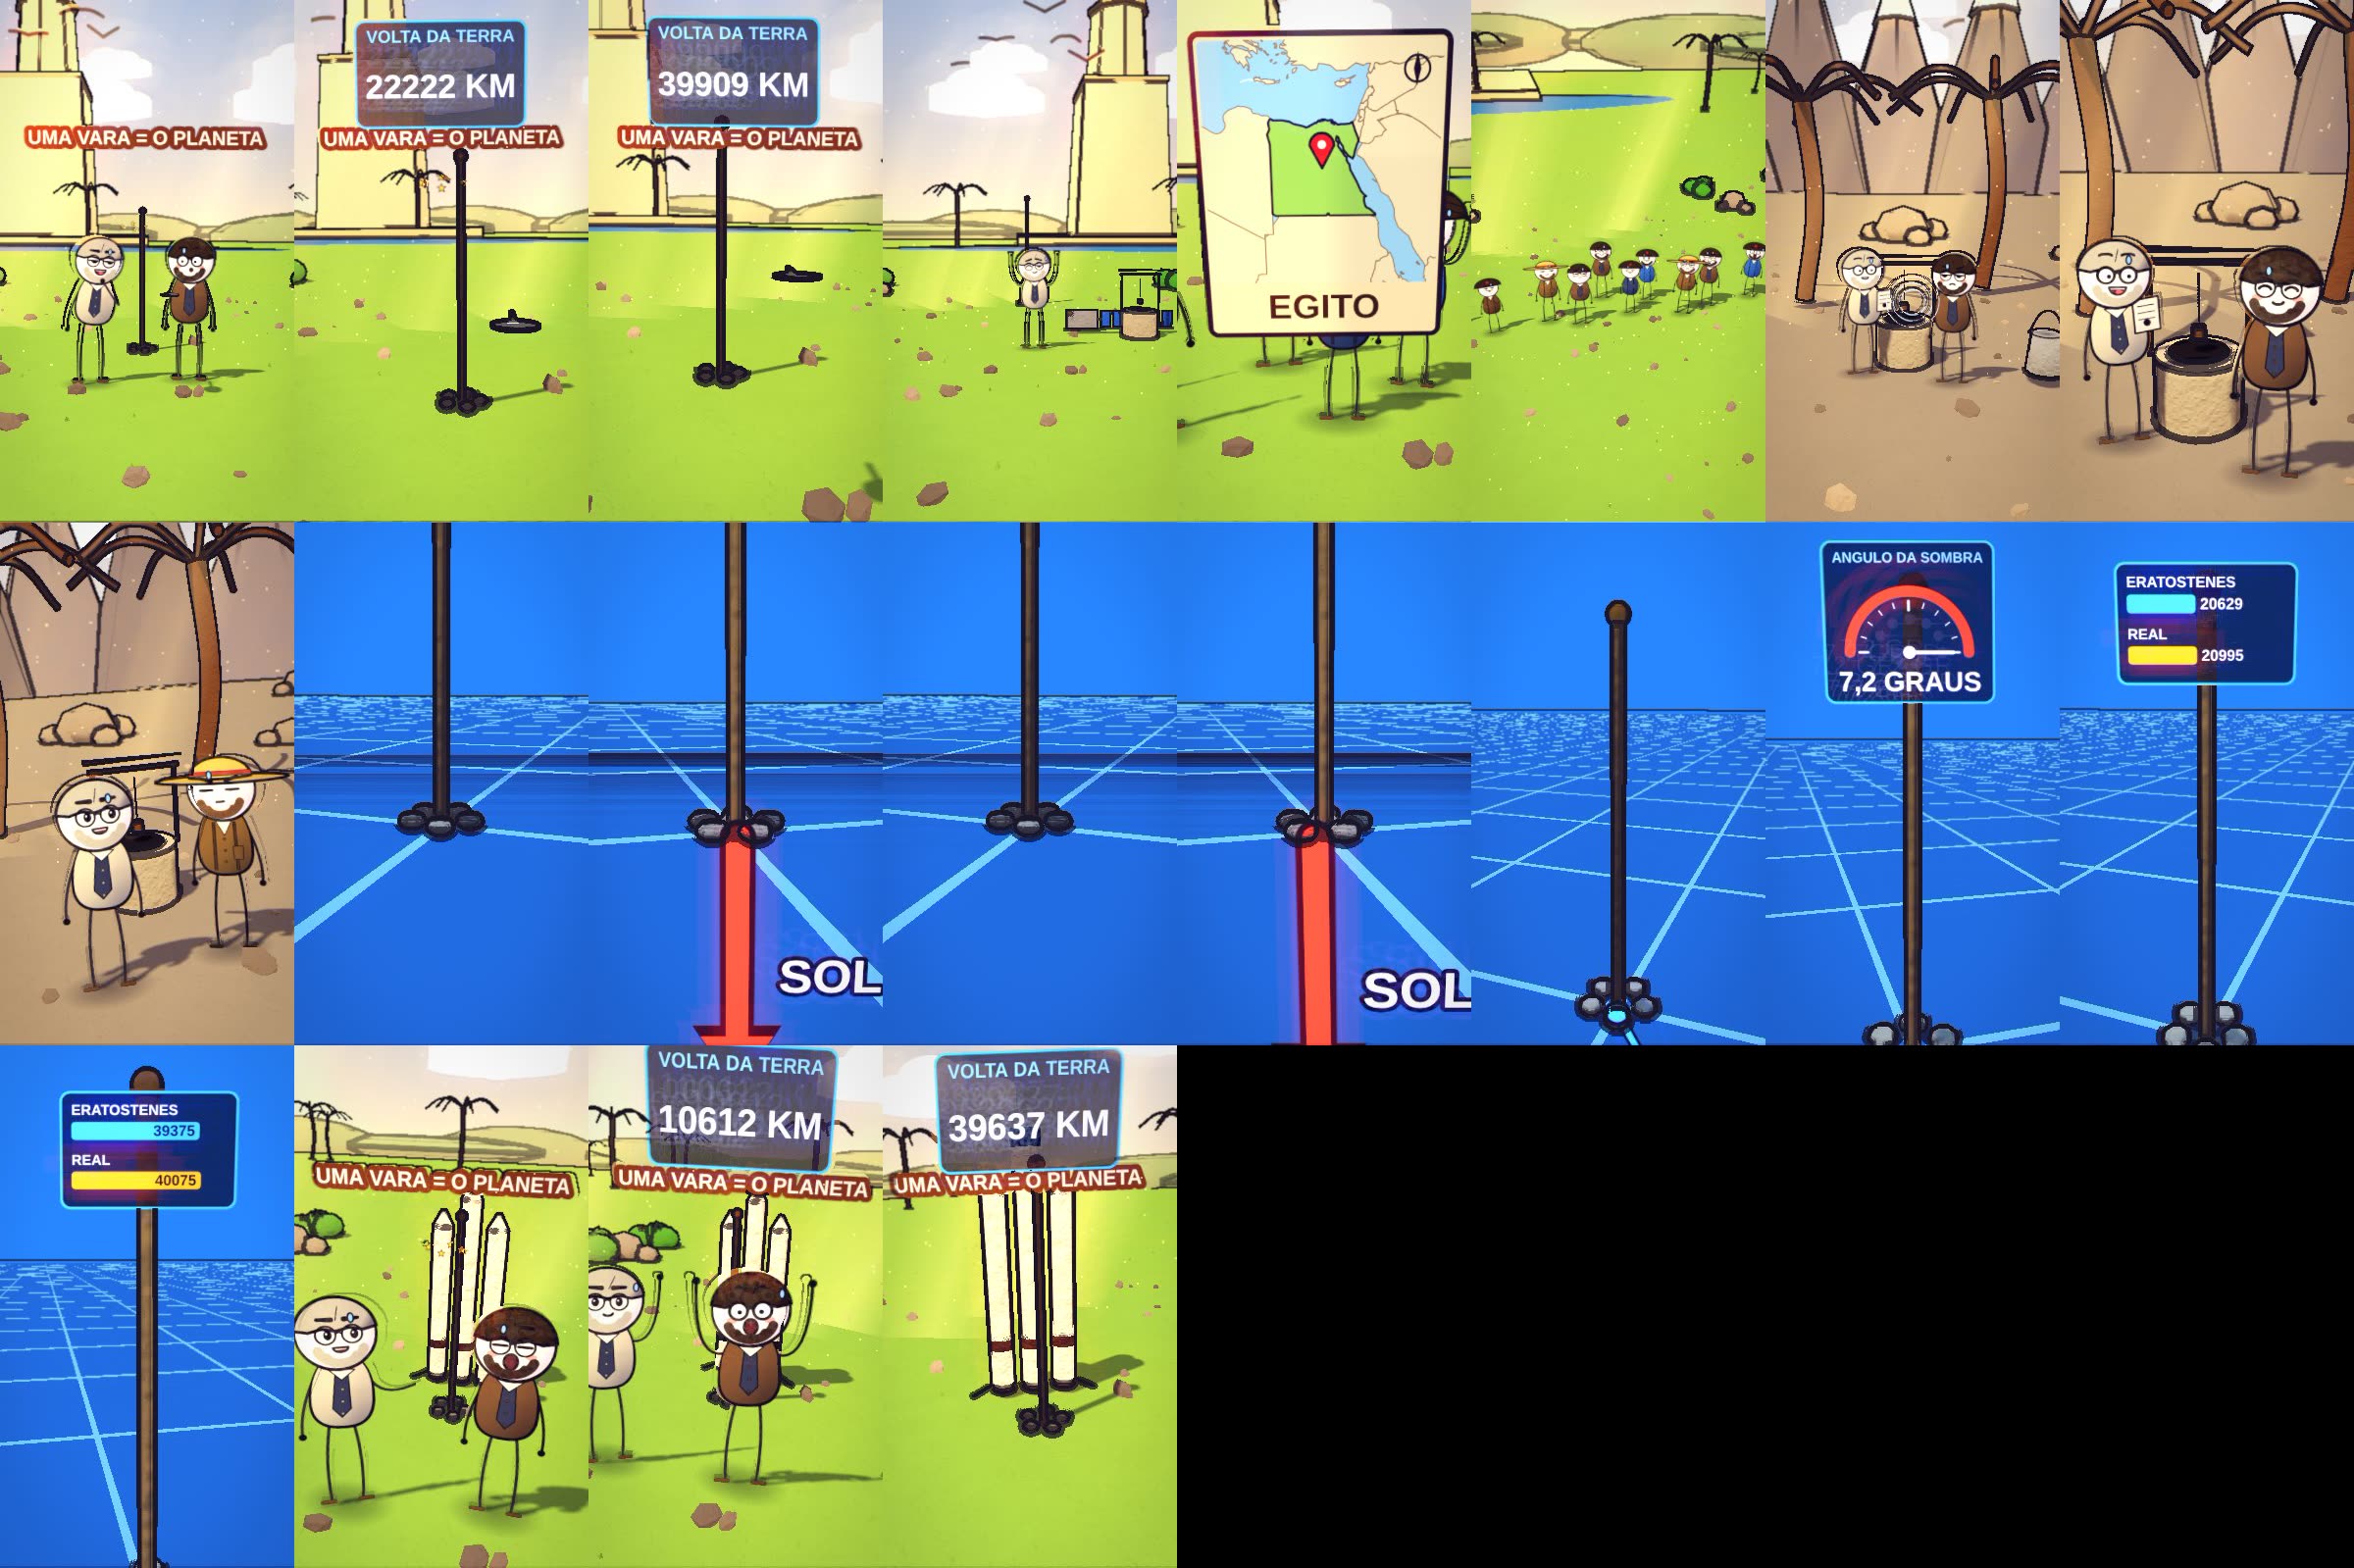 UMA VARA = O PLANETA
VOLTA DA TERRA
22222 KM
UMA VARA = O PLANETA
VOLTA DA TERRA
39909 KM
UMA VARA = O PLANETA
EGITO
SOL
SOL
ANGULO DA SOMBRA
7,2 GRAUS
ERATOSTENES
20629
REAL
20995
ERATOSTENES
39375
REAL
40075
UMA VARA = O PLANETA
VOLTA DA TERRA
10612 KM
UMA VARA = O PLANETA
VOLTA DA TERRA
39637 KM
UMA VARA = O PLANETA